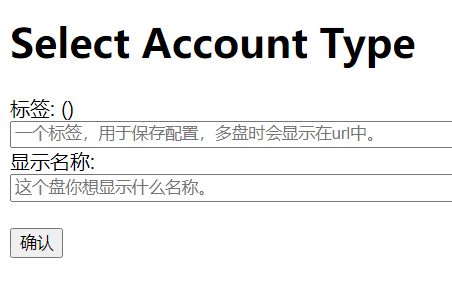 Select Account Type
标签: ()
一个标签，用于保存配置，多盘时会显示在url中。
显示名称:
这个盘你想显示什么名称。
确认